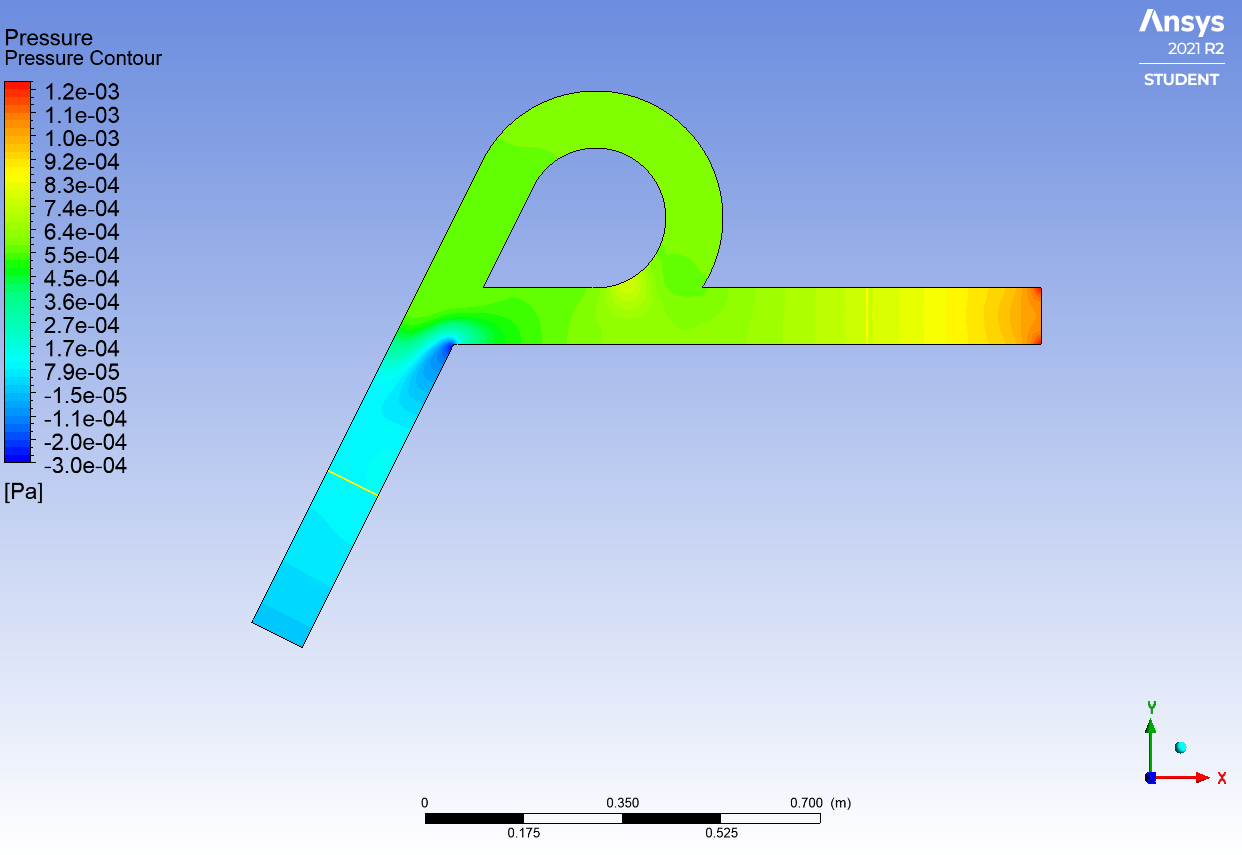 Pressure
Pressure Contour
1.2e-03
1.1e-03
1.0e-03
9.2e-04
8.3e-04
7.4e-04
6.4e-04
5.5e-04
4.5e-04
3.6e-04
2.7e-04
1.7e-04
7.9e-05
-1.5e-05
-1.1e-04
-2.0e-04
-3.0e-04
[Pa]
Ansys
2021 R2
STUDENT
Y
X
0 0.350 0.700 (m)
0.175 0.525